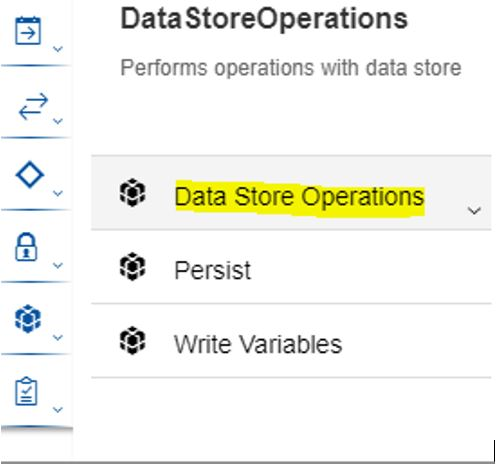 DataStoreOperations
Performs operations with data store
Data Store Operations
Persist
Write Variables